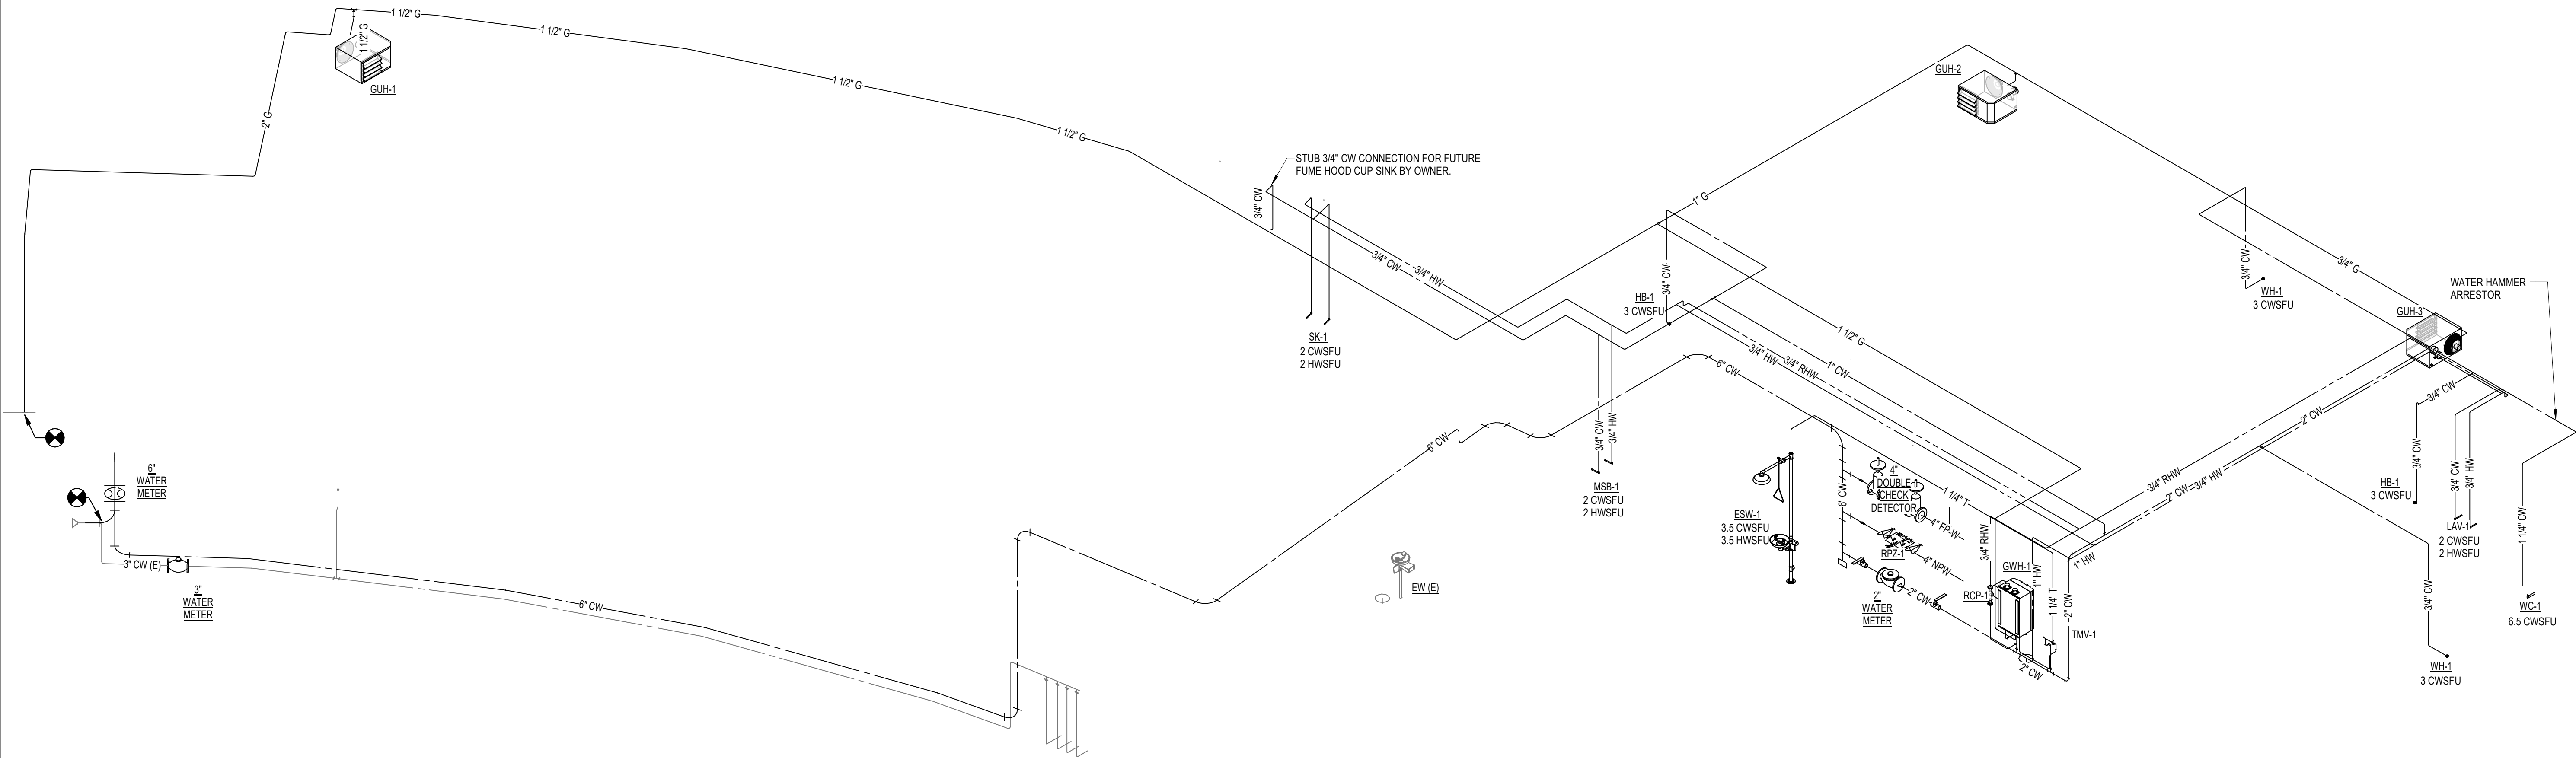 1 1/2" G
1 1/2" G
1 1/2" G
1 1/2" G
1 1/2" G
GUH-1
2" G
STUB 3/4" CW CONNECTION FOR FUTURE
FUME HOOD CUP SINK BY OWNER.
3/4" CW
3/4" CW
3/4" HW
SK-1
2 CWSFU
2 HWSFU
GUH-2
1" G
3/4" CW
HB-1
3 CWSFU
3/4" CW
WH-1
3 CWSFU
3/4" G
WATER HAMMER
ARRESTOR
GUH-3
1 1/2" G
3/4" HW
3/4" RHW
1" CW
6" CW
6" CW
3/4" CW
3/4" HW
MSB-1
2 CWSFU
2 HWSFU
2" CW
3/4" RHW
2" CW
3/4" HW
3/4" CW
HB-1
3 CWSFU
3/4" CW
3/4" CW
3/4" HW
LAV-1
2 CWSFU
2 HWSFU
1 1/4" CW
WC-1
6.5 CWSFU
6"
WATER
METER
3" CW (E)
3"
WATER
METER
6" CW
EW (E)
ESW-1
3.5 CWSFU
3.5 HWSFU
6" CW
4"
DOUBLE
CHECK
DETECTOR
4" FP-W
1 1/4" T
RPZ-1
4" NPW
2"
WATER
METER
2" CW
3/4" RHW
GWH-1
RCP-1
1" HW
1 1/4" T
2" CW
1" HW
TMV-1
2" CW
3/4" CW
WH-1
3 CWSFU